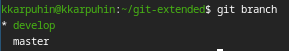 kkarpuhin@kkarpuhin:~/git-extended$ git branch
* develop
master